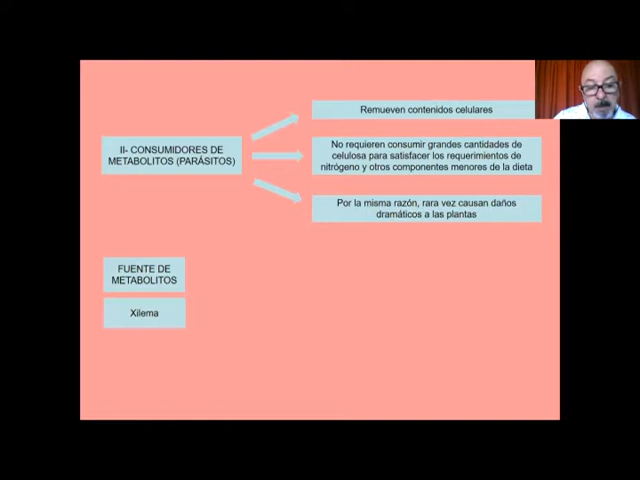 Remueven contenidos celulares
II- CONSUMIDORES DE
METABOLITOS (PARÁSITOS)
No requieren consumir grandes cantidades de
celulosa para satisfacer los requerimientos de
nitrógeno y otros componentes menores de la dieta
Por la misma razón, rara vez causan daños
dramáticos a las plantas
FUENTE DE
METABOLITOS
Xilema